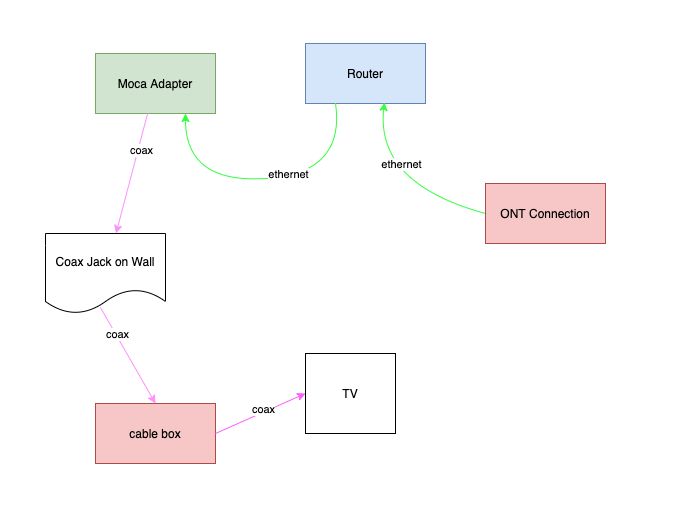 Router
Moca Adapter
coax
ethernet
ethernet
ONT Connection
Coax Jack on Wall
coax
TV
coax
cable box